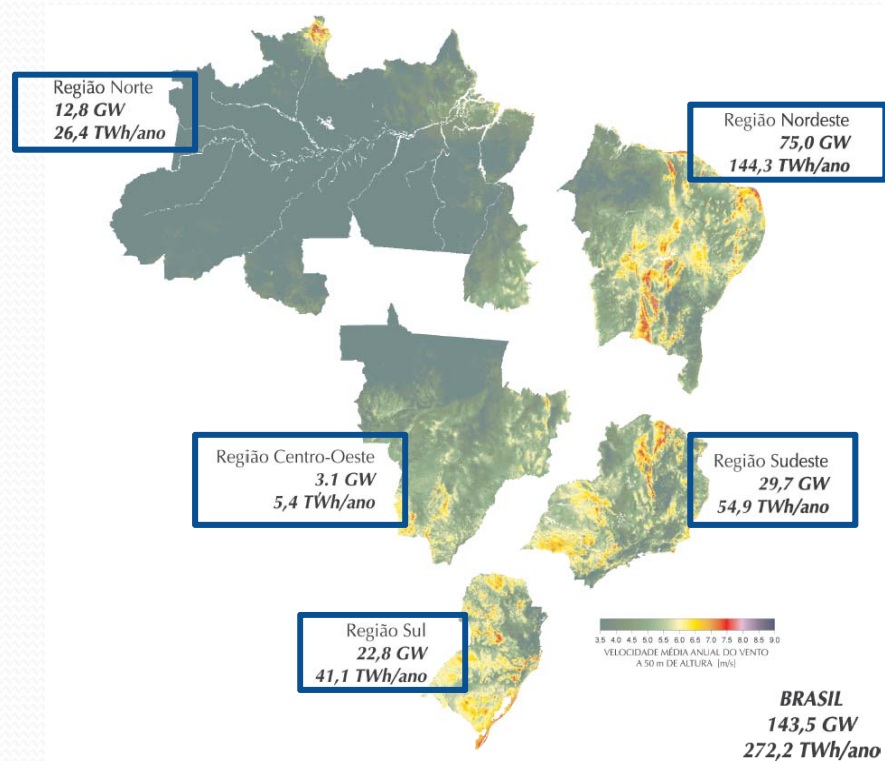 Região Norte
12,8 GW
26,4 TWh/ano
Região Nordeste
75,0 GW
144,3 TWh/ano
Região Centro-Oeste
3.1 GW
5,4 TWh/ano
Região Sudeste
29,7 GW
54,9 TWh/ano
Região Sul
22,8 GW
41,1 TWh/ano
3.5 4.0 4.5 5.0 5.5 6.0 6.5 7.0 7.5 8.0 8.5 9.0
VELOCIDADE MÉDIA ANUAL DO VENTO
A 50 m DE ALTURA [m/s]
BRASIL
143,5 GW
272,2 TWh/ano